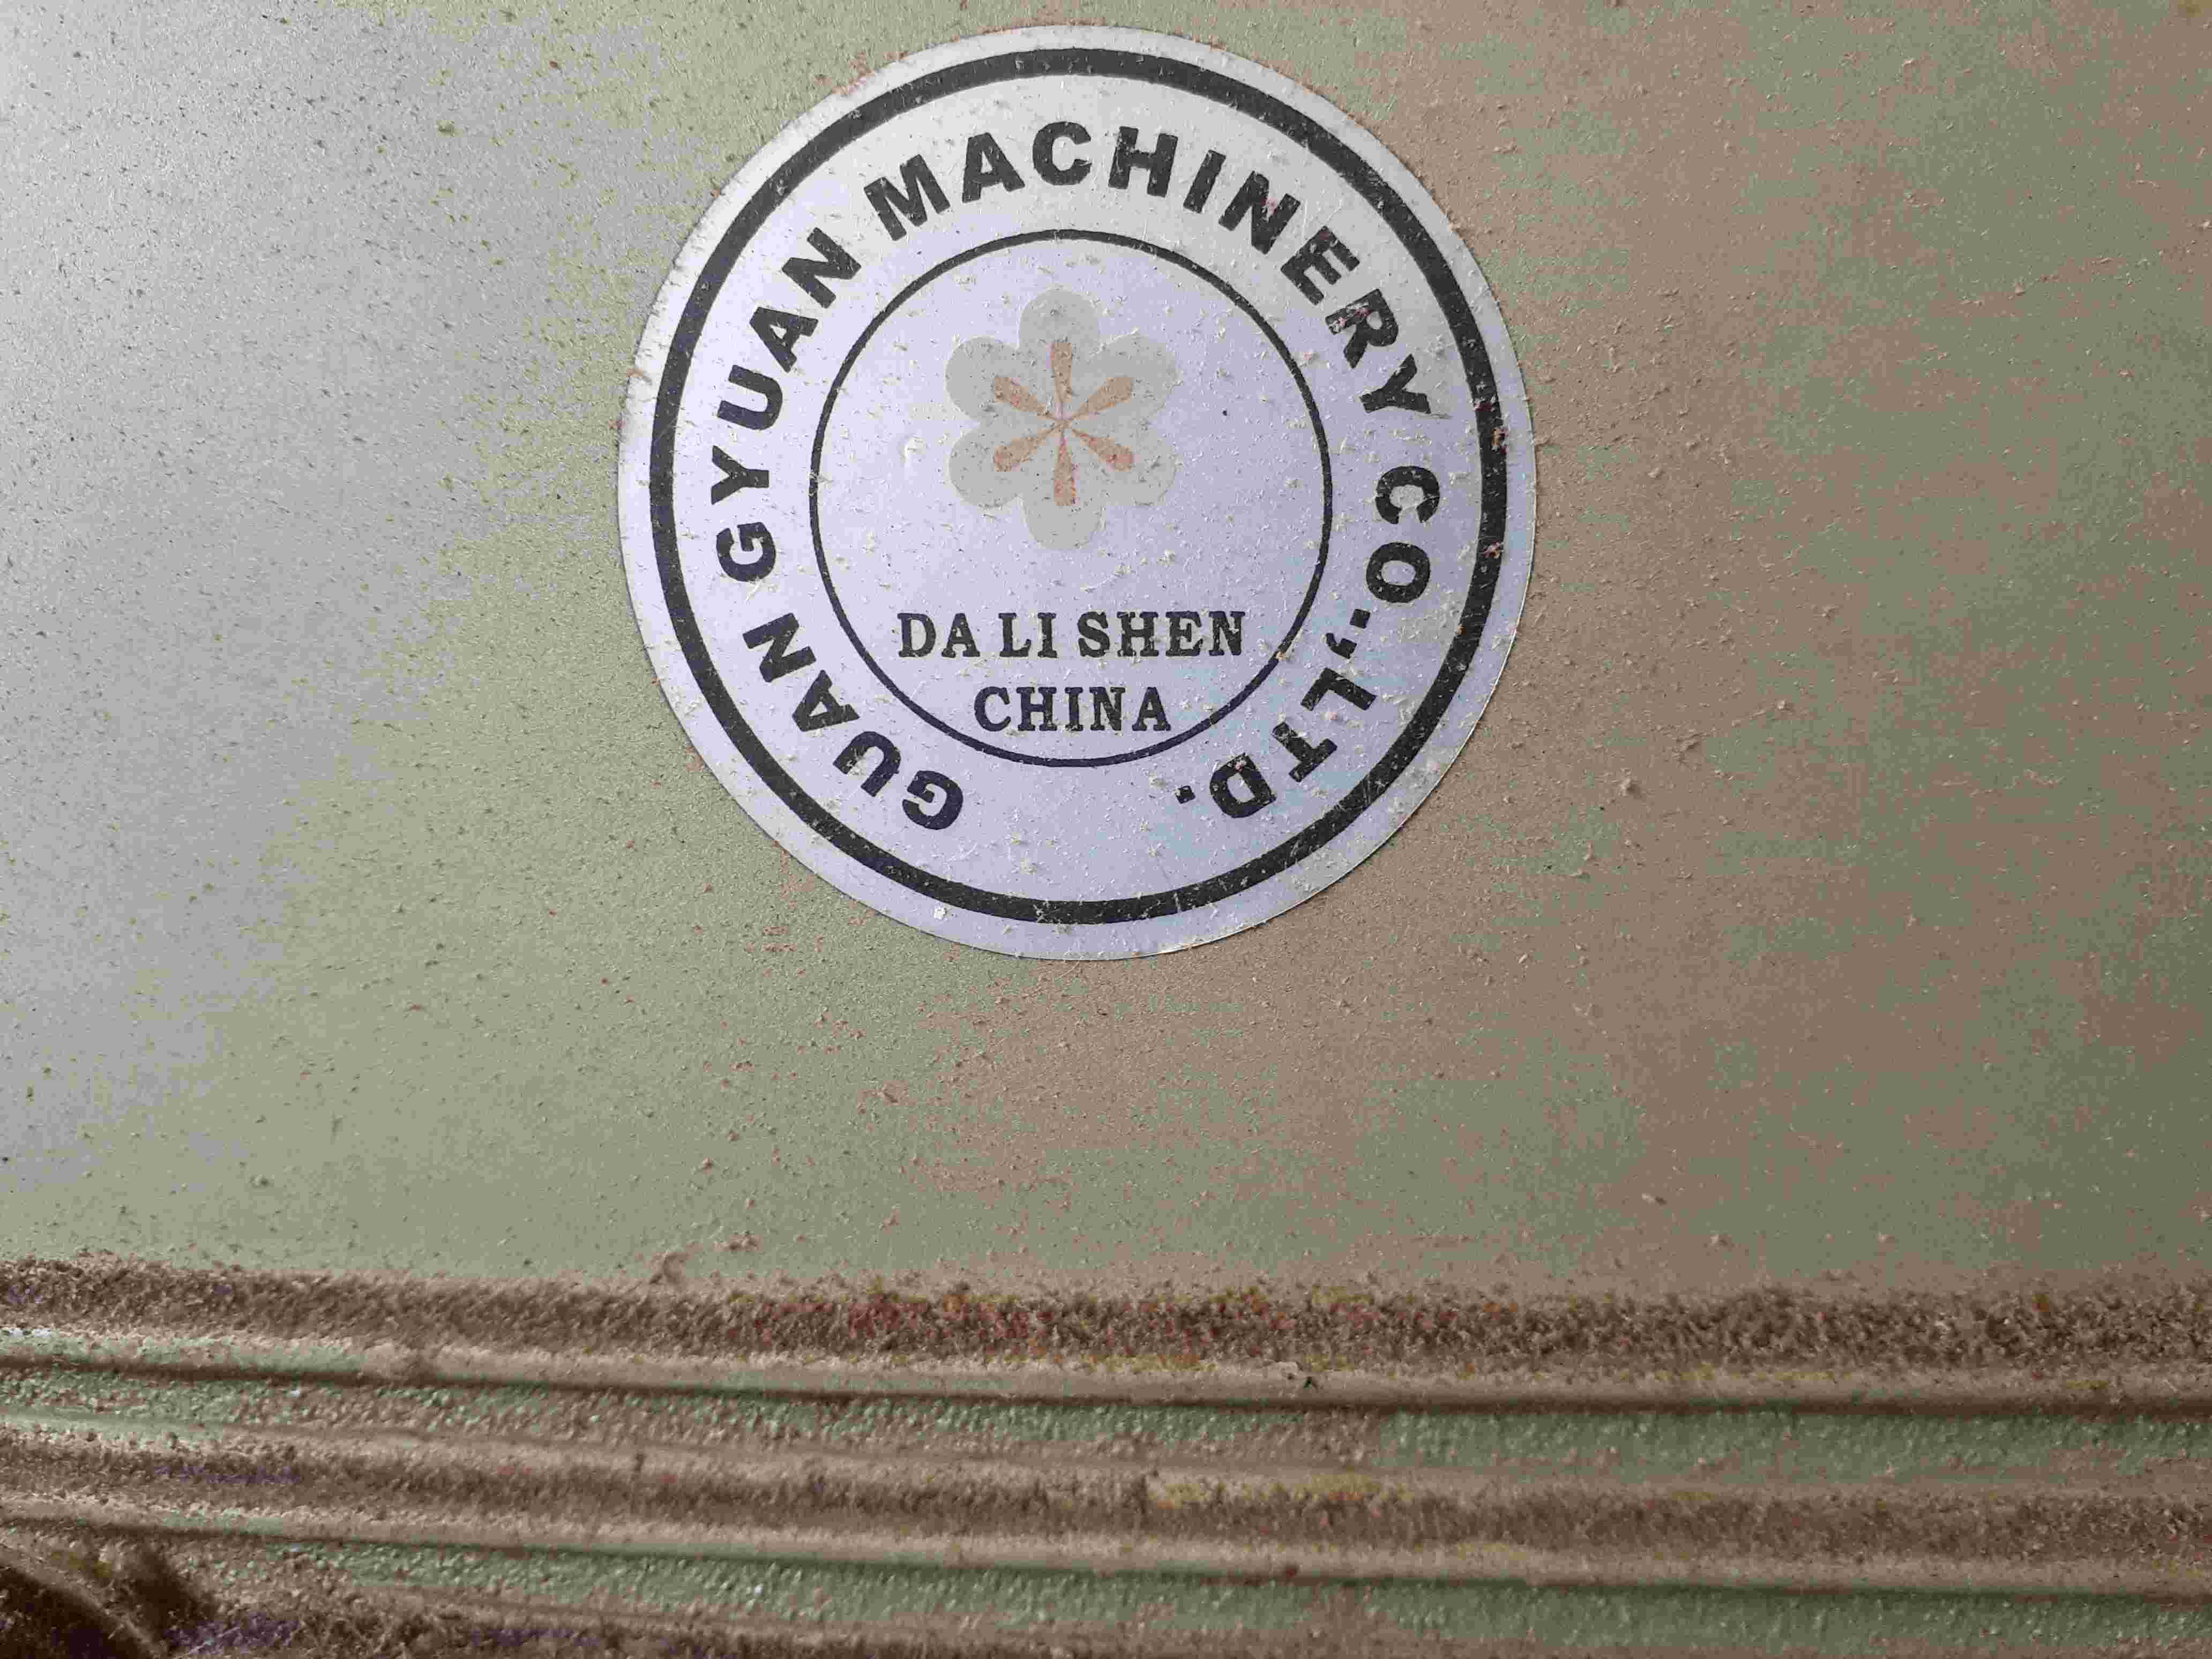 GUAN GYUAN MACHINERY CO.,LTD.
DA LI SHEN
CHINA